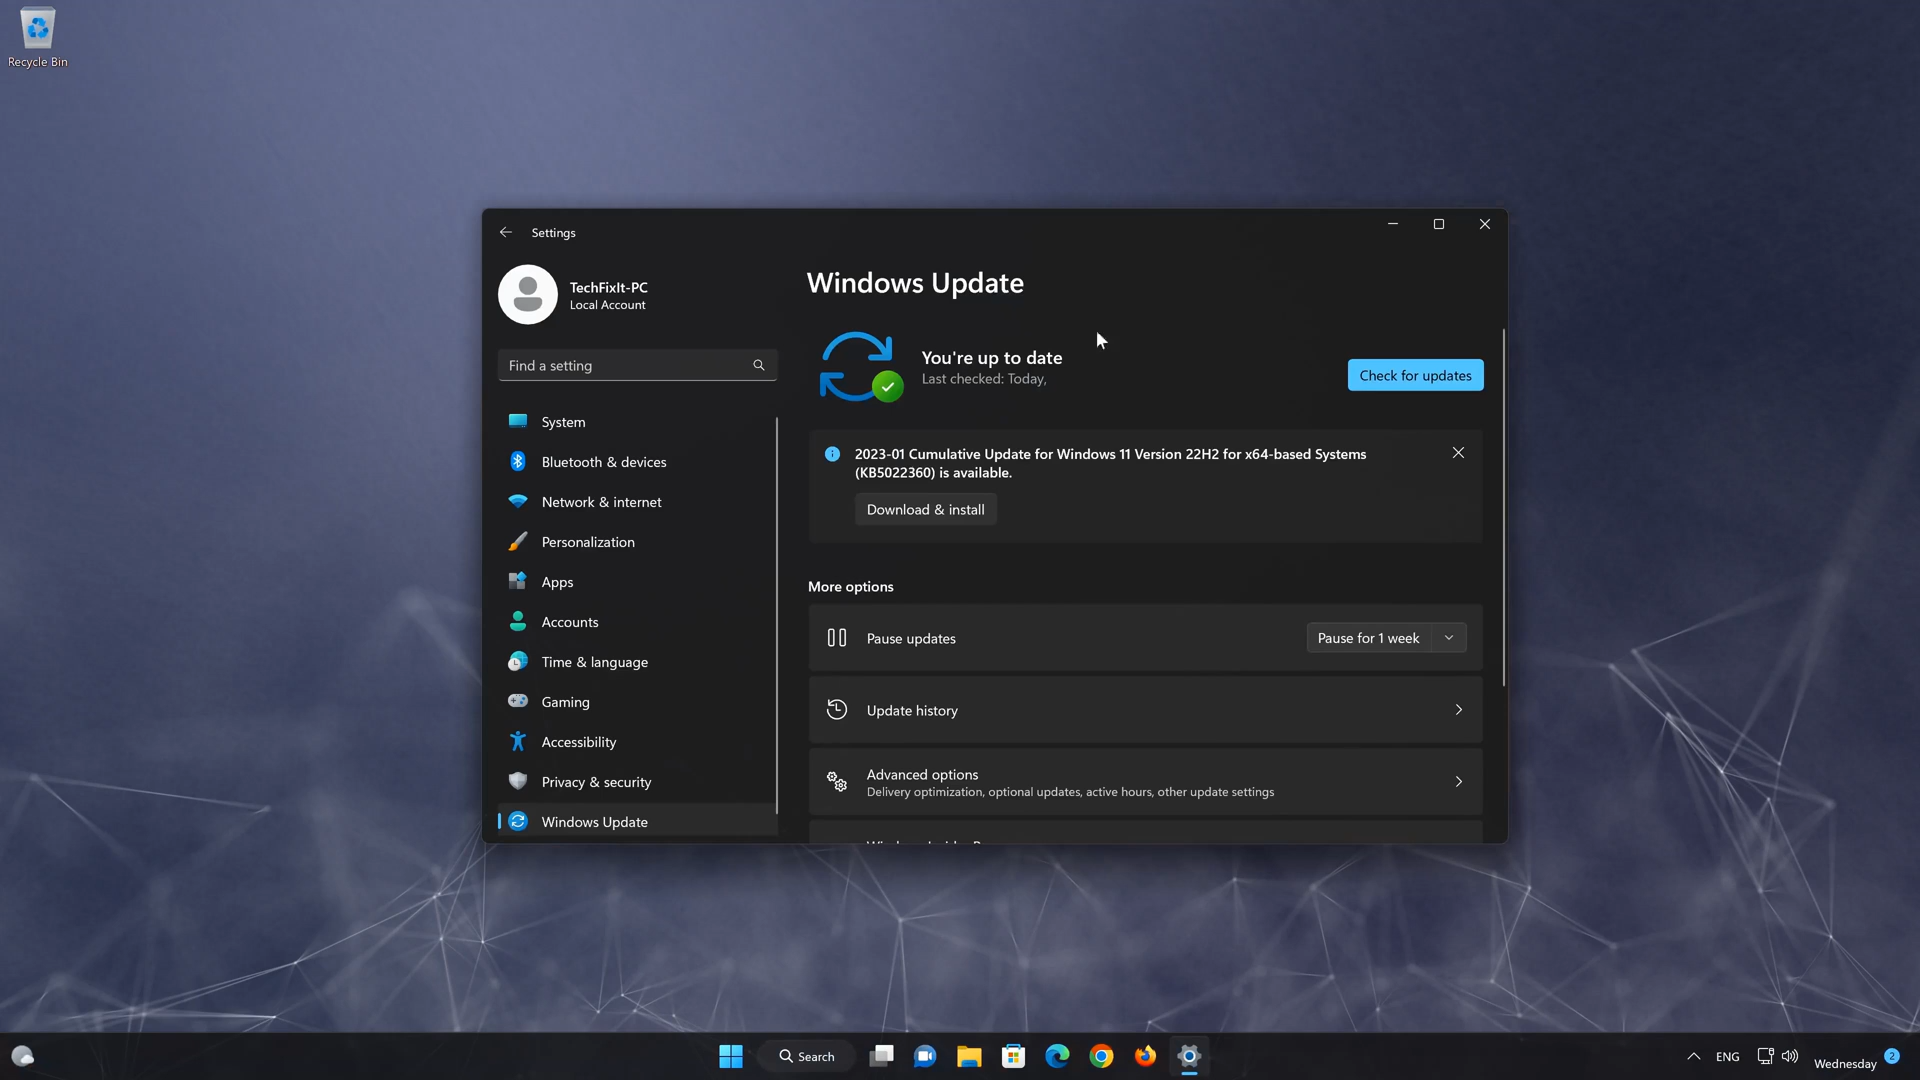 Recycle Bin
Settings
TechFixIt-PC
Local Account
Find a setting
System
Bluetooth & devices
Network & internet
Personalization
Apps
Accounts
Time & language
Gaming
Accessibility
Privacy & security
Windows Update
Windows Update
You're up to date
Last checked: Today,
Check for updates
2023-01 Cumulative Update for Windows 11 Version 22H2 for x64-based Systems
(KB5022360) is available.
Download & install
More options
Pause updates
Pause for 1 week
Update history
Advanced options
Delivery optimization, optional updates, active hours, other update settings
Search
ENG
Wednesday
2